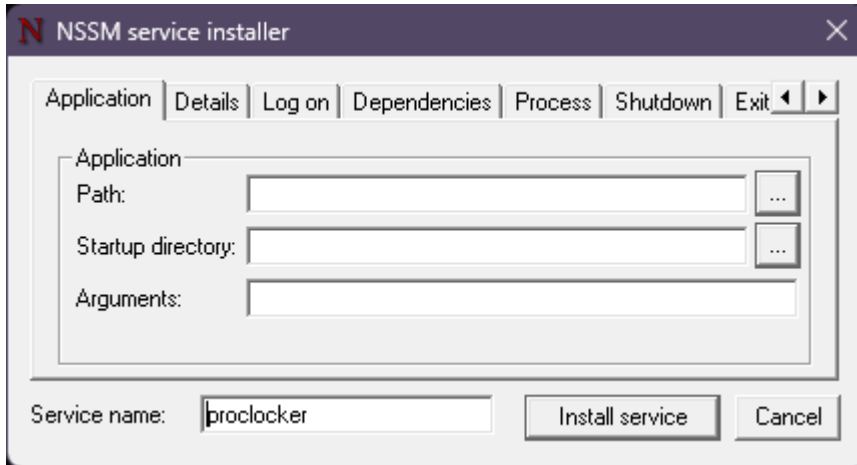 N NSSM service installer
Application Details Log on Dependencies Process Shutdown Exit
Application
Path:
...
Startup directory:
...
Arguments:
Service name: proclocker Install service Cancel